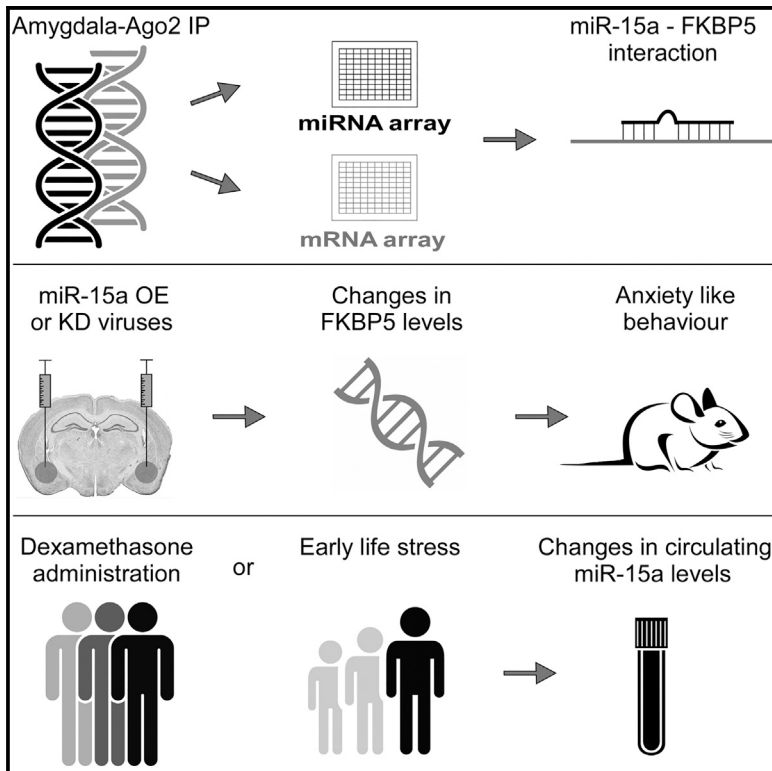 Amygdala-Ago2 IP
miRNA array
mRNA array
miR-15a - FKBP5
interaction
miR-15a OE
or KD viruses
Changes in
FKBP5 levels
Anxiety like
behaviour
Dexamethasone
administration
or
Early life stress
Changes in circulating
miR-15a levels